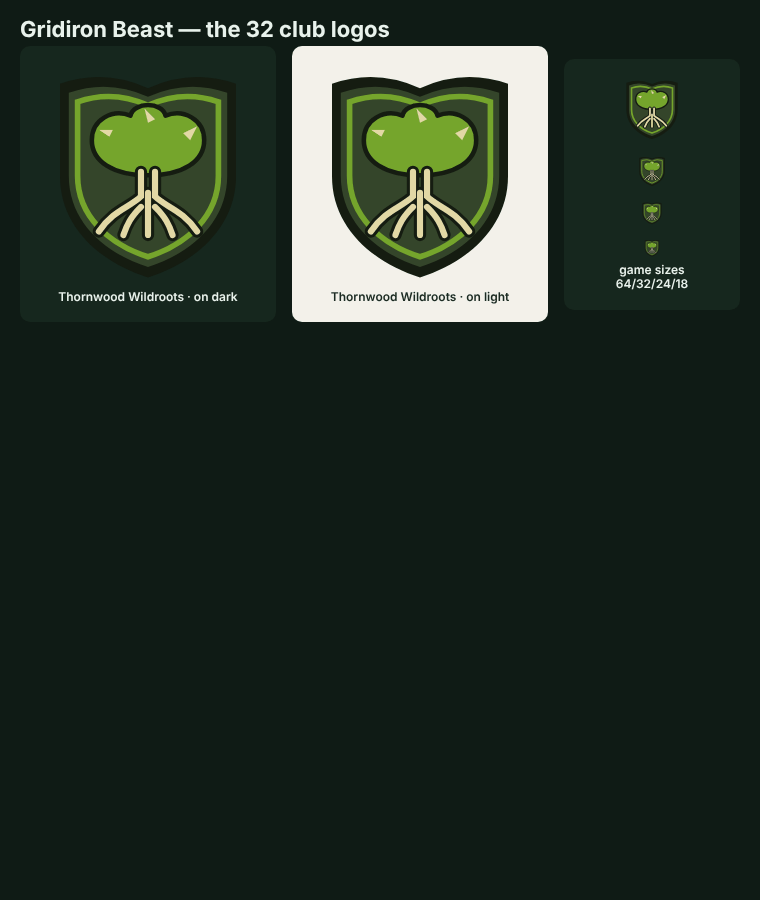 Gridiron Beast — the 32 club logos
Thornwood Wildroots · on dark
Thornwood Wildroots · on light
game sizes
64/32/24/18